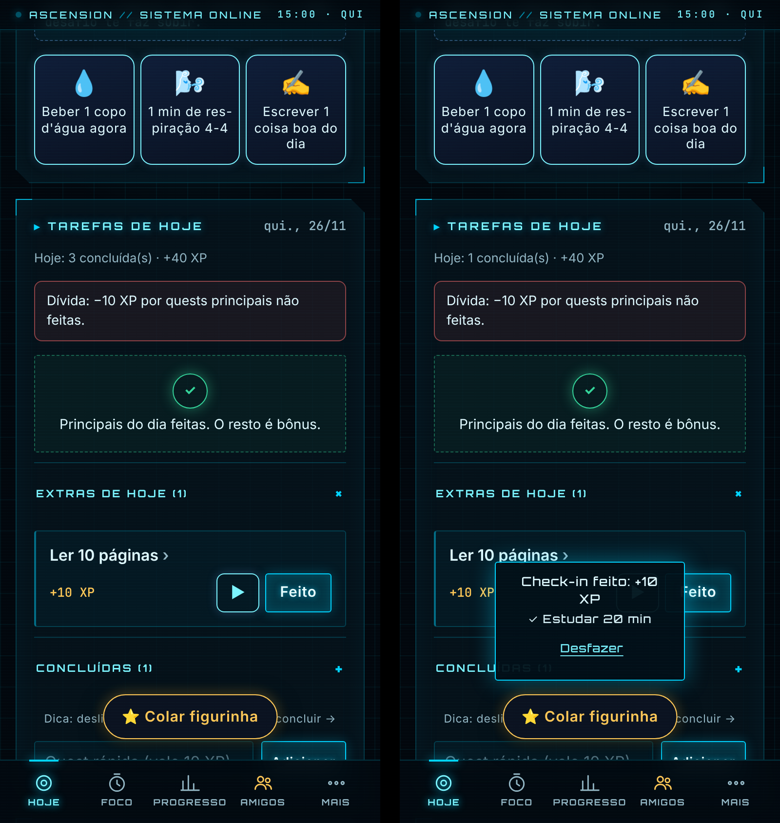 ASCENSION // SISTEMA ONLINE 15:00 · QUI
Beber 1 copo
d'água agora
1 min de res-
piração 4-4
Escrever 1
coisa boa do
dia
▶ TAREFAS DE HOJE qui., 26/11
Hoje: 3 concluída(s) · +40 XP
Dívida: −10 XP por quests principais não
feitas.
Principais do dia feitas. O resto é bônus.
EXTRAS DE HOJE (1)
Ler 10 páginas ›
+10 XP
Feito
CONCLUÍDAS (1)
Dica: concluir →
⭐ Colar figurinha
HOJE FOCO PROGRESSO AMIGOS MAIS
ASCENSION // SISTEMA ONLINE 15:00 · QUI
Beber 1 copo
d'água agora
1 min de res-
piração 4-4
Escrever 1
coisa boa do
dia
▶ TAREFAS DE HOJE qui., 26/11
Hoje: 1 concluída(s) · +40 XP
Dívida: −10 XP por quests principais não
feitas.
Principais do dia feitas. O resto é bônus.
EXTRAS DE HOJE (1)
Ler 10 páginas ›
+10 XP
Feito
Check-in feito: +10
XP
✓ Estudar 20 min
Desfazer
Dica: concluir →
⭐ Colar figurinha
HOJE FOCO PROGRESSO AMIGOS MAIS